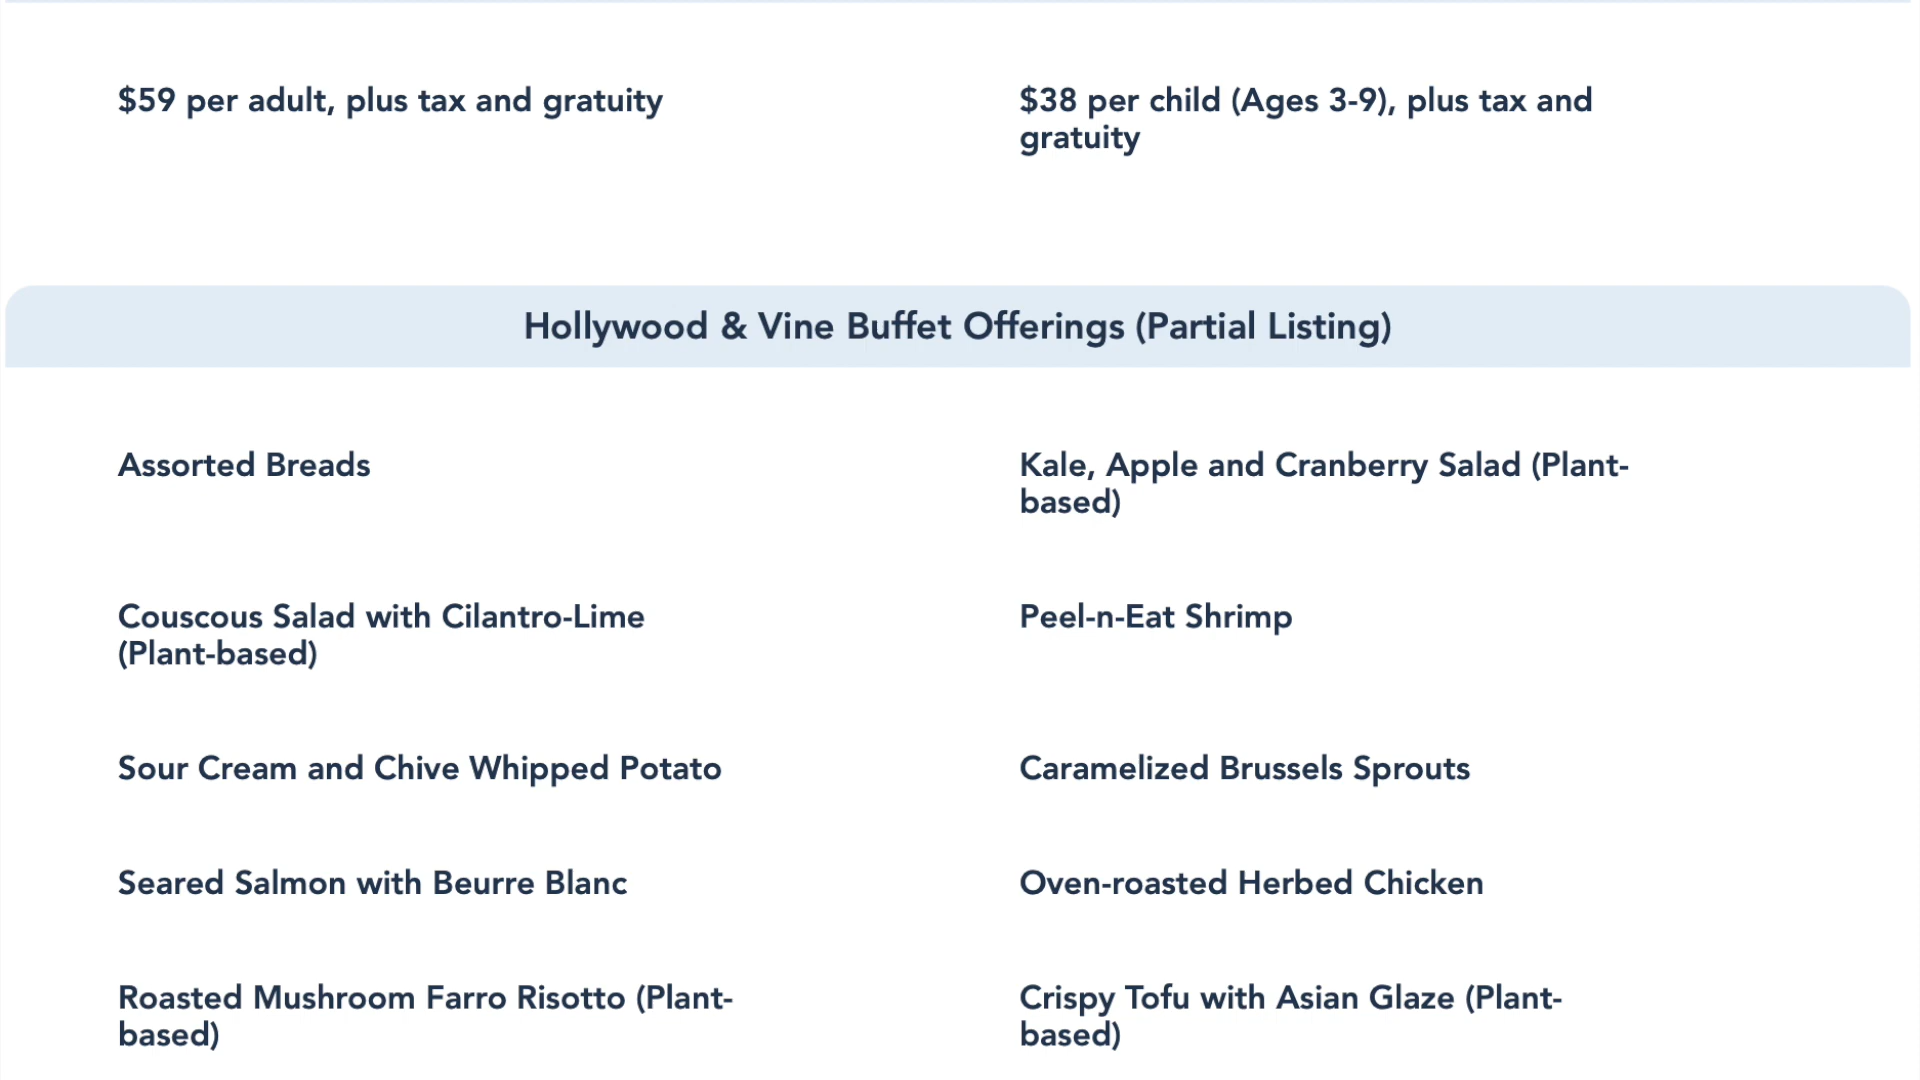 $59 per adult, plus tax and gratuity
$38 per child (Ages 3-9), plus tax and
gratuity
Hollywood & Vine Buffet Offerings (Partial Listing)
Assorted Breads
Kale, Apple and Cranberry Salad (Plant-
based)
Couscous Salad with Cilantro-Lime
(Plant-based)
Peel-n-Eat Shrimp
Sour Cream and Chive Whipped Potato
Caramelized Brussels Sprouts
Seared Salmon with Beurre Blanc
Oven-roasted Herbed Chicken
Roasted Mushroom Farro Risotto (Plant-
based)
Crispy Tofu with Asian Glaze (Plant-
based)